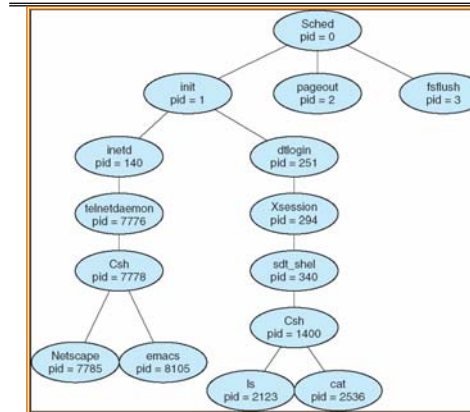 Sched
pid = 0
init
pid = 1
pageout
pid = 2
fsflush
pid = 3
inetd
pid = 140
dtlogin
pid = 251
telnetdaemon
pid = 7776
Xsession
pid = 294
Csh
pid = 7778
sdt_shel
pid = 340
Csh
pid = 1400
Netscape
pid = 7785
emacs
pid = 8105
ls
pid = 2123
cat
pid = 2536